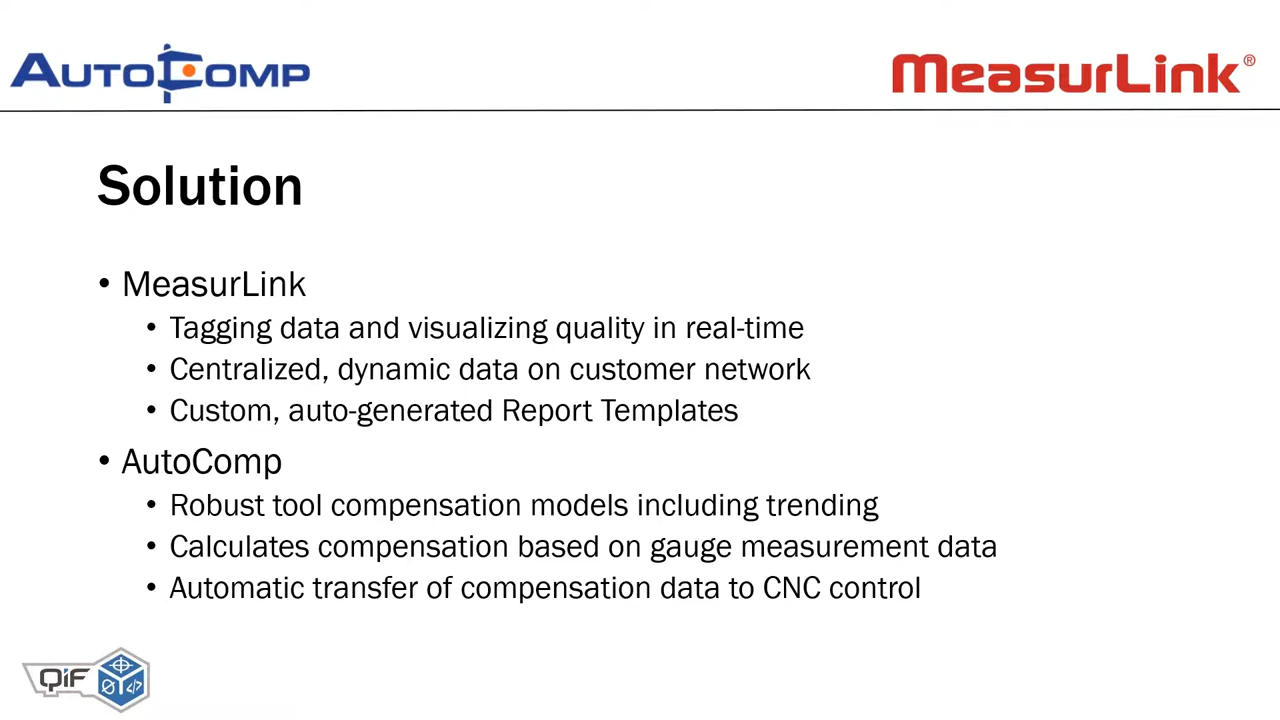 AUTOCOMP
MeasurLink®
Solution
• MeasurLink
• Tagging data and visualizing quality in real-time
• Centralized, dynamic data on customer network
• Custom, auto-generated Report Templates
• AutoComp
• Robust tool compensation models including trending
• Calculates compensation based on gauge measurement data
• Automatic transfer of compensation data to CNC control
QiF